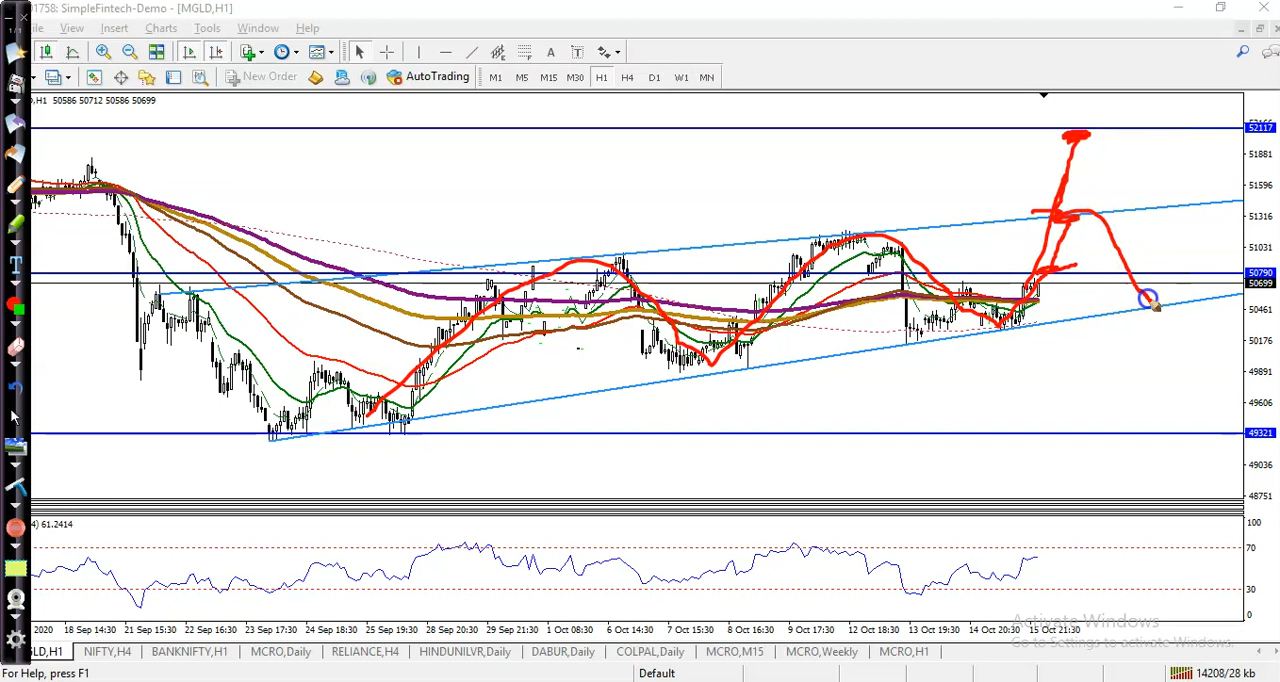 01758: SimpleFintech-Demo - [MGLD,H1]
ile View Insert Charts Tools Window Help
New Order AutoTrading M1 M5 M15 M30 H1 H4 D1 W1 MN
1/1
D,H1 50586 50712 50586 50699
52117
51881
51596
51316
51031
50790
50699
50461
50176
49891
49606
49321
49036
48751
4) 61.2414
100
70
30
0
2020 18 Sep 14:30 21 Sep 15:30 22 Sep 16:30 23 Sep 17:30 24 Sep 18:30 25 Sep 19:30 28 Sep 20:30 29 Sep 21:30 1 Oct 08:30 6 Oct 14:30 7 Oct 15:30 8 Oct 16:30 9 Oct 17:30 12 Oct 18:30 13 Oct 19:30 14 Oct 20:30 15 Oct 21:30
Activate Windows
Go to Settings to activate Windows.
GLD,H1 NIFTY,H4 BANKNIFTY,H1 MCRO,Daily RELIANCE,H4 HINDUNILVR,Daily DABUR,Daily COLPAL,Daily MCRO,M15 MCRO,Weekly MCRO,H1
For Help, press F1 Default 14208/28 kb